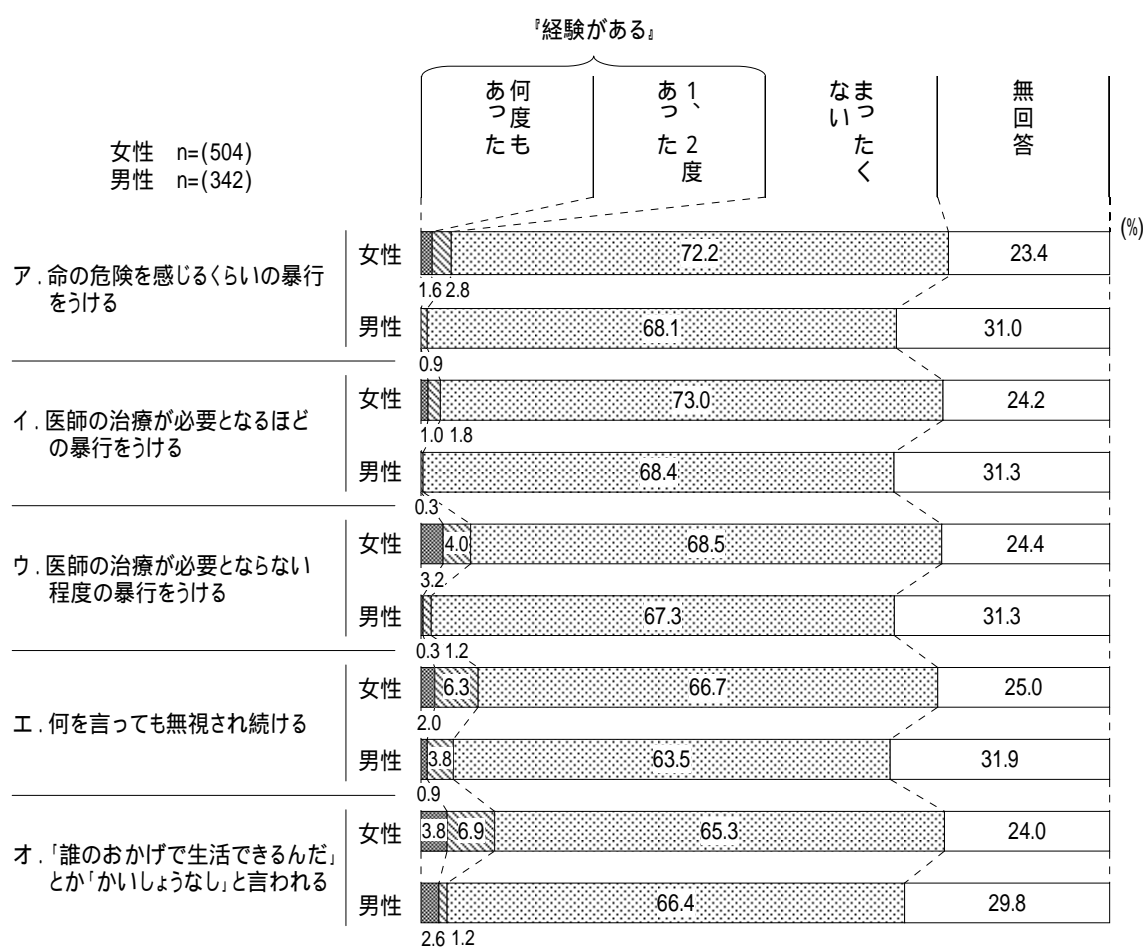 『経験がある』
何度も
あった
1、2度
あった
まったく
ない
無回答
女性 n=(504)
男性 n=(342)
(%)
ア．命の危険を感じるくらいの暴行
をうける
女性
72.2
23.4
1.6 2.8
男性
68.1
31.0
0.9
イ．医師の治療が必要となるほど
の暴行をうける
女性
73.0
24.2
1.0 1.8
男性
68.4
31.3
0.3
ウ．医師の治療が必要とならない
程度の暴行をうける
女性
4.0
68.5
24.4
3.2
男性
67.3
31.3
0.3 1.2
エ．何を言っても無視され続ける
女性
6.3
66.7
25.0
2.0
男性
3.8
63.5
31.9
0.9
オ．「誰のおかげで生活できるんだ」
とか「かいしょうなし」と言われる
女性
3.8
6.9
65.3
24.0
男性
66.4
29.8
2.6 1.2